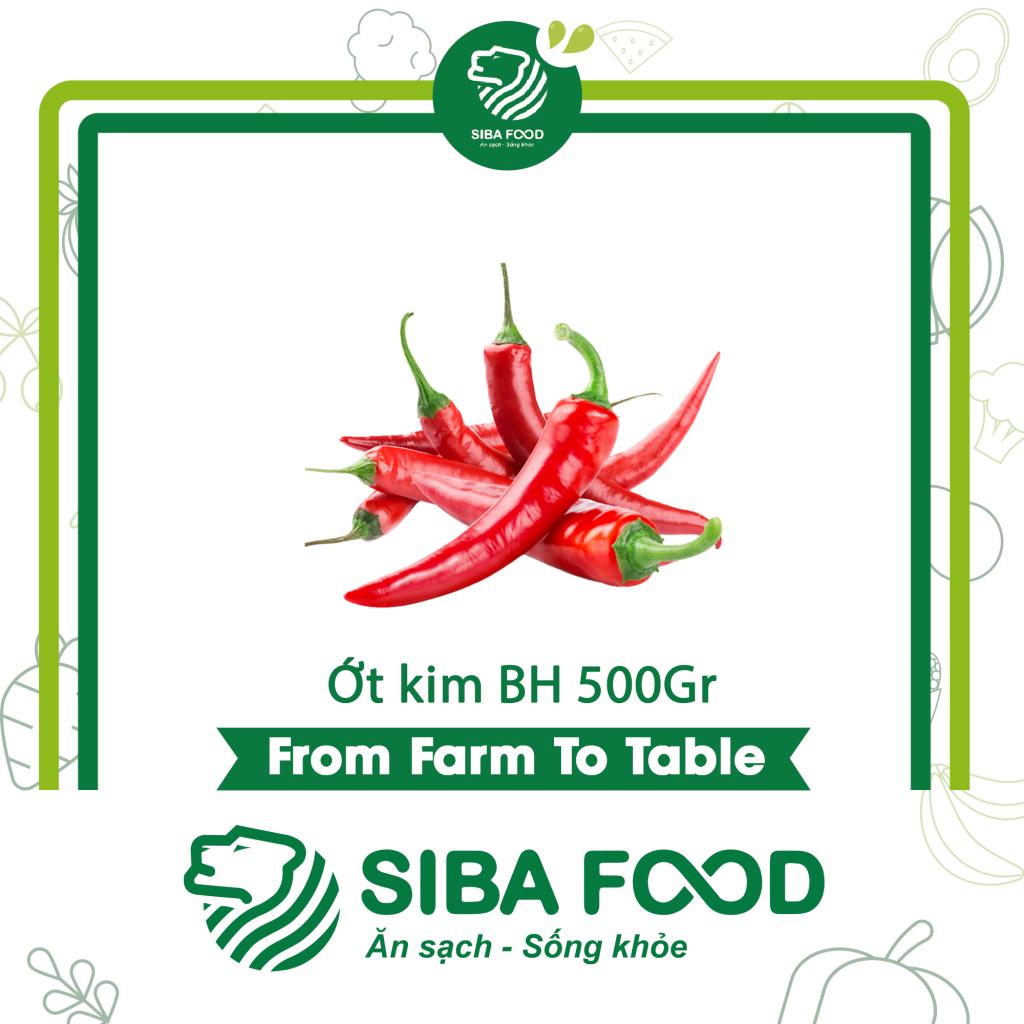 SIBA FOOD
Ăn sạch - Sống khỏe
Ớt kim BH 500Gr
From Farm To Table
SIBA FOOD
Ăn sạch - Sống khỏe